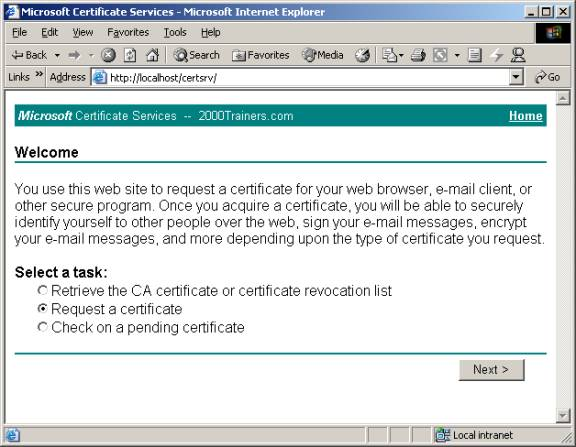 Microsoft Certificate Services - Microsoft Internet Explorer
File Edit View Favorites Tools Help
Back Search Favorites Media
Links » Address http://localhost/certsrv/ Go
Microsoft Certificate Services -- 2000Trainers.com Home
Welcome
You use this web site to request a certificate for your web browser, e-mail client, or
other secure program. Once you acquire a certificate, you will be able to securely
identify yourself to other people over the web, sign your e-mail messages, encrypt
your e-mail messages, and more depending upon the type of certificate you request.
Select a task:
Retrieve the CA certificate or certificate revocation list
Request a certificate
Check on a pending certificate
Next >
Local intranet